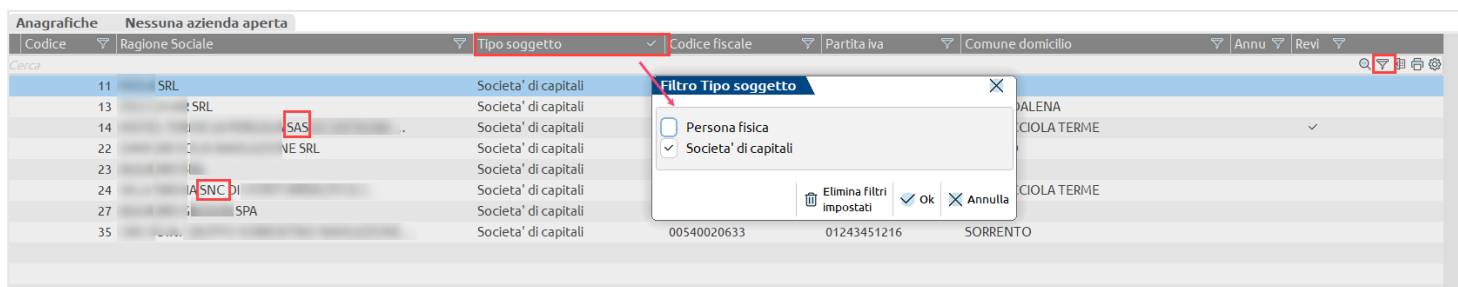 Anagrafiche Nessuna azienda aperta
Codice Ragione Sociale Tipo soggetto Codice fiscale Partita iva Comune domicilio Annu Revi
Cerca
11 SRL Societa' di capitali
13 SRL Societa' di capitali DALENA
14 SAS ... Societa' di capitali CIOLA TERME
22 NE SRL Societa' di capitali
23 Societa' di capitali
24 SNC DI Societa' di capitali CIOLA TERME
27 SPA Societa' di capitali
35 Societa' di capitali 00540020633 01243451216 SORRENTO
Filtro Tipo soggetto
Persona fisica
Societa' di capitali
Elimina filtri
impostati
Ok Annulla